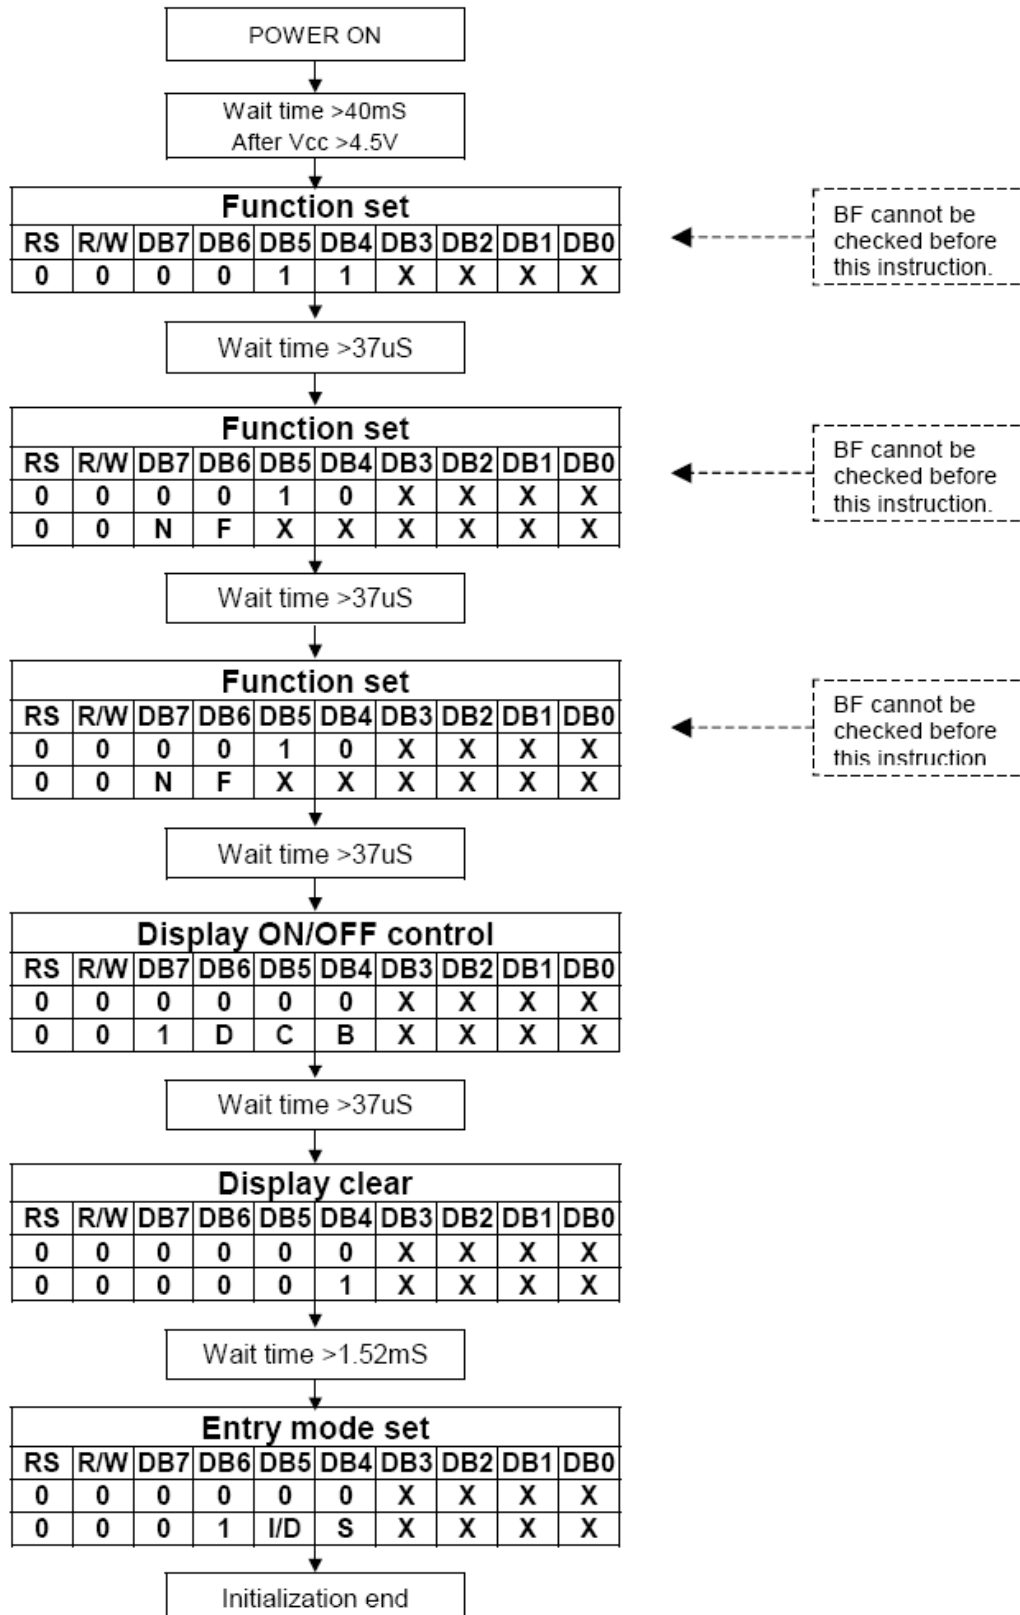 POWER ON
Wait time >40mS
After Vcc >4.5V
Function set
RS R/W DB7 DB6 DB5 DB4 DB3 DB2 DB1 DB0
0 0 0 0 1 1 X X X X
BF cannot be
checked before
this instruction.
Wait time >37uS
Function set
RS R/W DB7 DB6 DB5 DB4 DB3 DB2 DB1 DB0
0 0 0 0 1 0 X X X X
0 0 N F X X X X X X
BF cannot be
checked before
this instruction.
Wait time >37uS
Function set
RS R/W DB7 DB6 DB5 DB4 DB3 DB2 DB1 DB0
0 0 0 0 1 0 X X X X
0 0 N F X X X X X X
BF cannot be
checked before
this instruction
Wait time >37uS
Display ON/OFF control
RS R/W DB7 DB6 DB5 DB4 DB3 DB2 DB1 DB0
0 0 0 0 0 0 X X X X
0 0 1 D C B X X X X
Wait time >37uS
Display clear
RS R/W DB7 DB6 DB5 DB4 DB3 DB2 DB1 DB0
0 0 0 0 0 0 X X X X
0 0 0 0 0 1 X X X X
Wait time >1.52mS
Entry mode set
RS R/W DB7 DB6 DB5 DB4 DB3 DB2 DB1 DB0
0 0 0 0 0 0 X X X X
0 0 0 1 I/D S X X X X
Initialization end